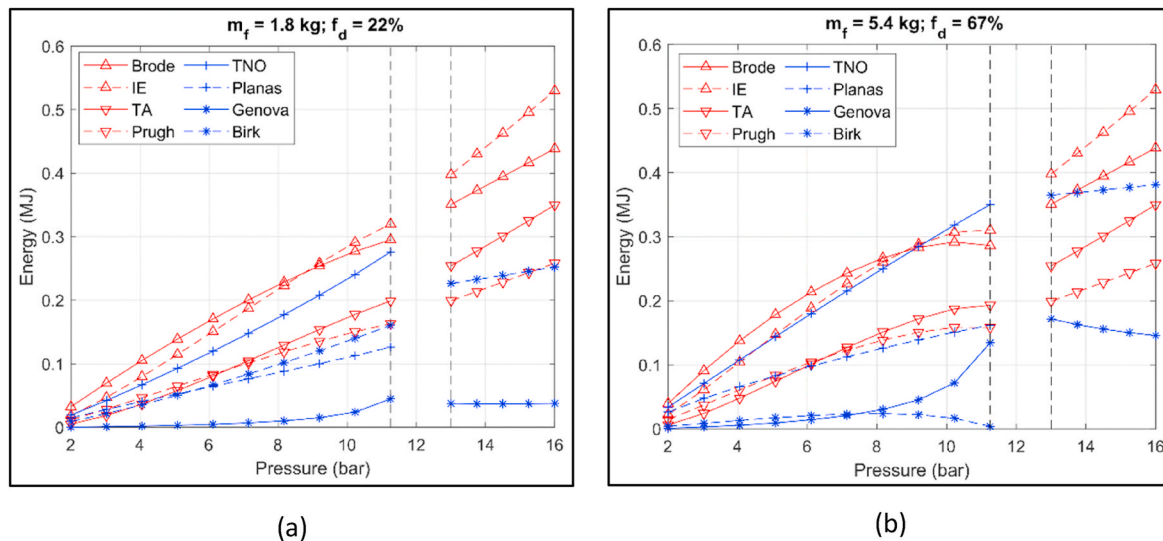 m_f = 1.8 kg; f_d = 22%
0.6
0.5
0.4
0.3
0.2
0.1
0
Energy (MJ)
Brode TNO
IE Planas
TA Genova
Prugh Birk
2 4 6 8 10 12 14 16
Pressure (bar)
(a)
m_f = 5.4 kg; f_d = 67%
0.6
0.5
0.4
0.3
0.2
0.1
0
Energy (MJ)
Brode TNO
IE Planas
TA Genova
Prugh Birk
2 4 6 8 10 12 14 16
Pressure (bar)
(b)